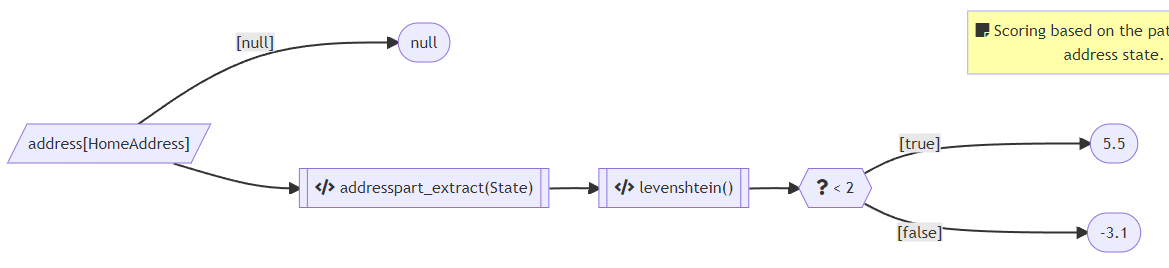 [null]
null
Scoring based on the
address state.
address[HomeAddress]
</> addresspart_extract(State)
</> levenshtein()
? < 2
[true]
5.5
[false]
-3.1